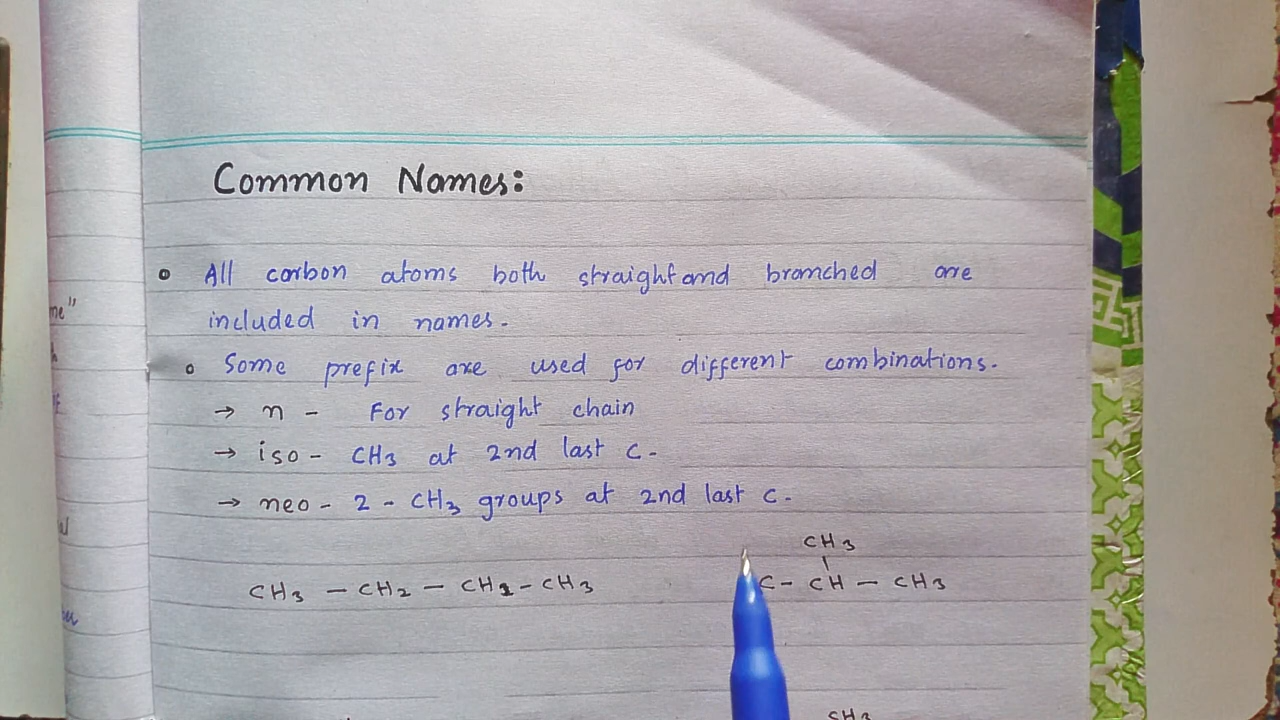 Common Names:
All carbon atoms both straight and branched are
included in names.
Some prefix are used for different combinations.
→ n - For straight chain
→ iso - CH3 at 2nd last C.
→ neo - 2 - CH3 groups at 2nd last C.
CH3
CH3 - CH2 - CH2 - CH3 C - CH - CH3
CH3